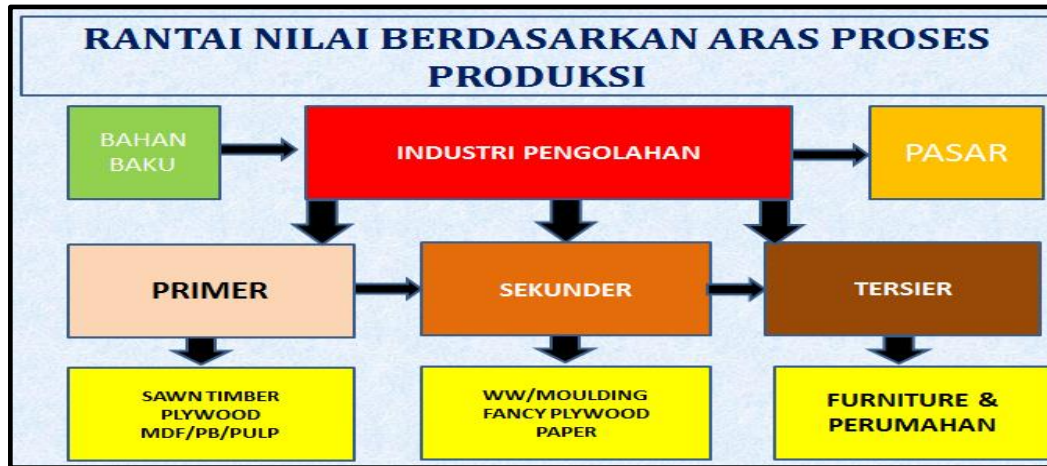 RANTAI NILAI BERDASARKAN ARAS PROSES
PRODUKSI
BAHAN
BAKU
INDUSTRI PENGOLAHAN
PASAR
PRIMER
SEKUNDER
TERSIER
SAWN TIMBER
PLYWOOD
MDF/PB/PULP
WW/MOULDING
FANCY PLYWOOD
PAPER
FURNITURE &
PERUMAHAN